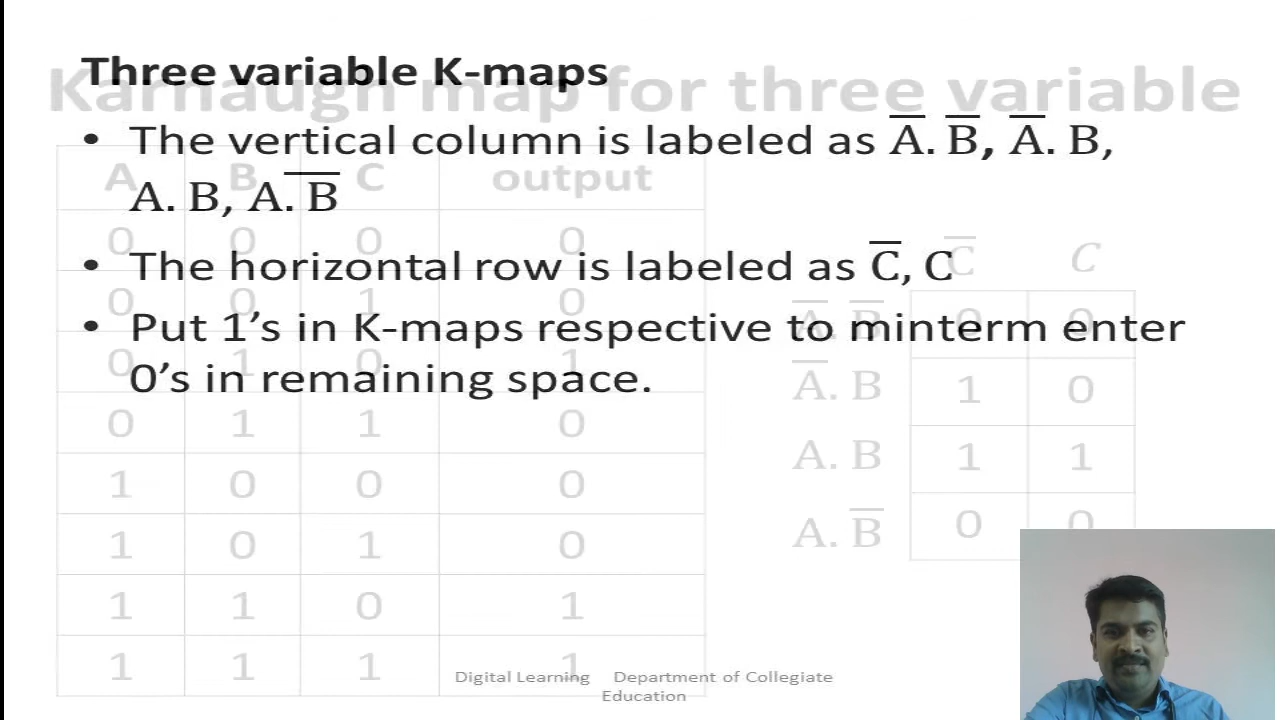 Three variable K-maps
Karnaugh map for three variable
• The vertical column is labeled as A̅. B̅, A̅. B,
A. B, A. B̅
• The horizontal row is labeled as C̅, C
• Put 1’s in K-maps respective to minterm enter
0’s in remaining space.
A B C output
0 0 0 0
0 0 1 0
0 1 0 1
0 1 1 0
1 0 0 0
1 0 1 0
1 1 0 1
1 1 1 1
C̅ C
A̅. B̅ 0 0
A̅. B 1 0
A. B 1 1
A. B̅ 0 0
Digital Learning Department of Collegiate
Education